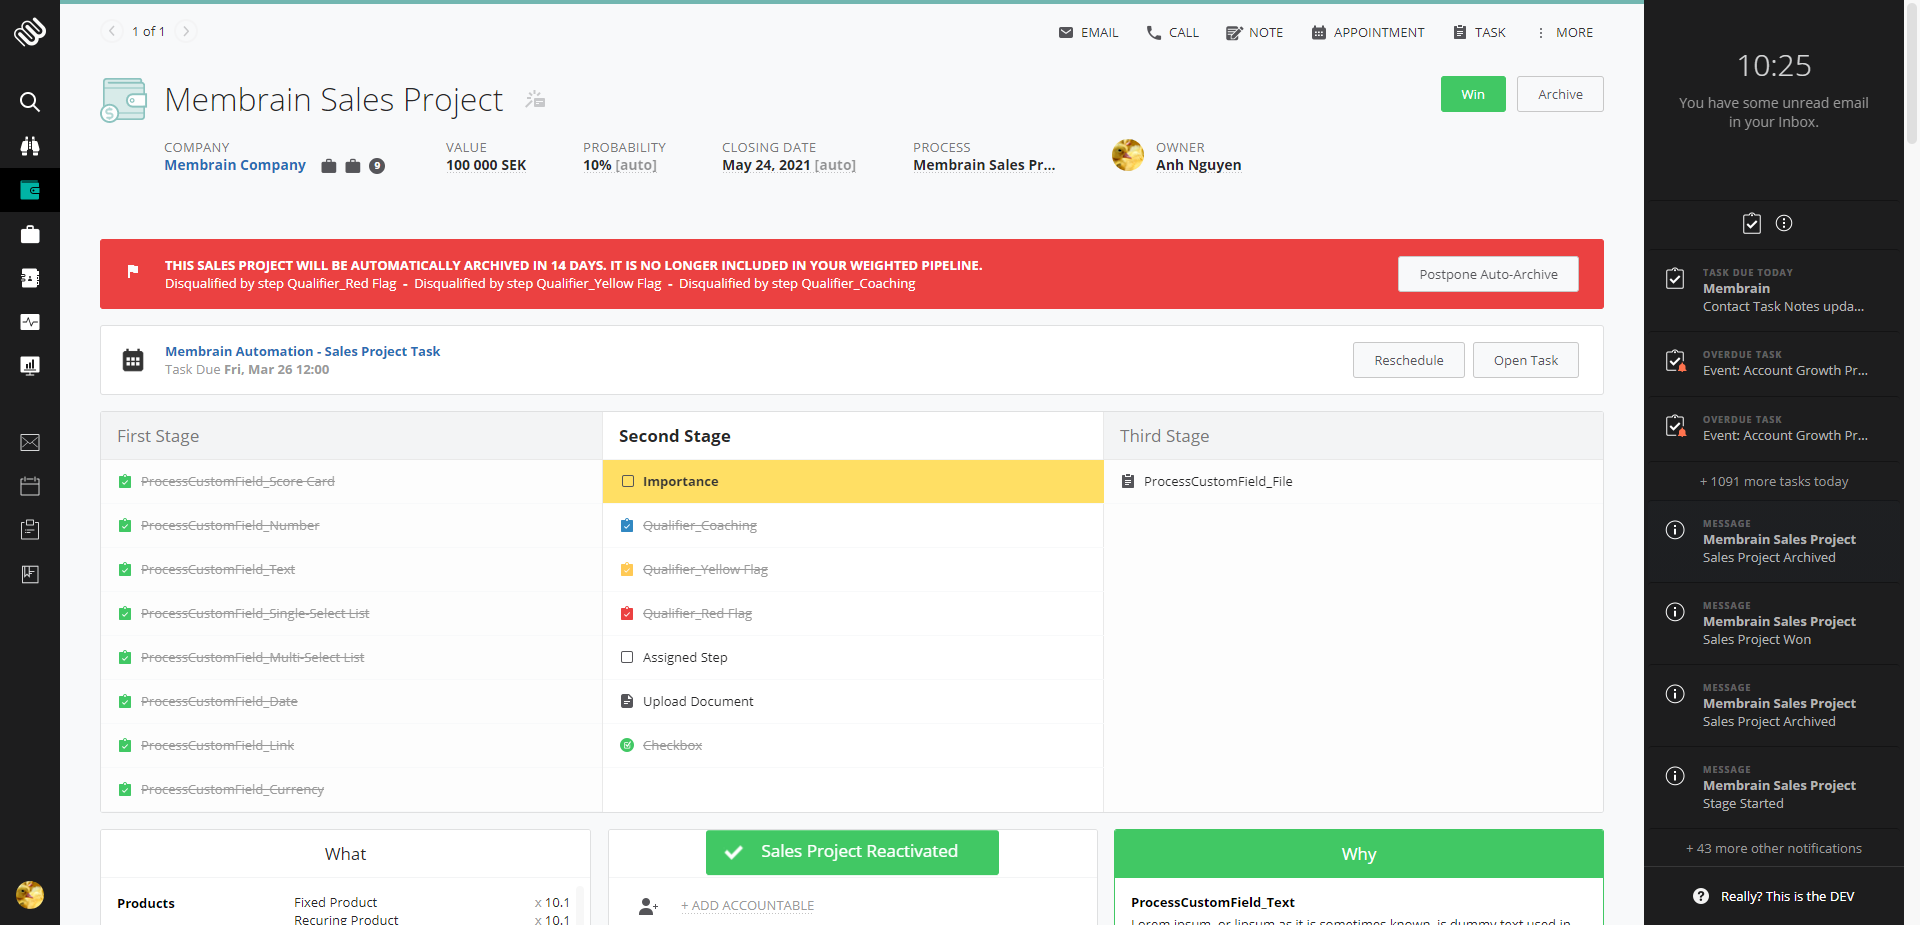 1 of 1
EMAIL
CALL
NOTE
APPOINTMENT
TASK
MORE
Membrain Sales Project
Win
Archive
COMPANY
Membrain Company
9
VALUE
100 000 SEK
PROBABILITY
10% [auto]
CLOSING DATE
May 24, 2021 [auto]
PROCESS
Membrain Sales Pr...
OWNER
Anh Nguyen
THIS SALES PROJECT WILL BE AUTOMATICALLY ARCHIVED IN 14 DAYS. IT IS NO LONGER INCLUDED IN YOUR WEIGHTED PIPELINE.
Disqualified by step Qualifier_Red Flag - Disqualified by step Qualifier_Yellow Flag - Disqualified by step Qualifier_Coaching
Postpone Auto-Archive
Membrain Automation - Sales Project Task
Task Due Fri, Mar 26 12:00
Reschedule
Open Task
First Stage
ProcessCustomField_Score Card
ProcessCustomField_Number
ProcessCustomField_Text
ProcessCustomField_Single-Select List
ProcessCustomField_Multi-Select List
ProcessCustomField_Date
ProcessCustomField_Link
ProcessCustomField_Currency
Second Stage
Importance
Qualifier_Coaching
Qualifier_Yellow Flag
Qualifier_Red Flag
Assigned Step
Upload Document
Checkbox
Third Stage
ProcessCustomField_File
What
Products
Fixed Product x 10.1
Recuring Product x 10.1
Sales Project Reactivated
+ ADD ACCOUNTABLE
Why
ProcessCustomField_Text
Lorem ipsum, or lipsum as it is sometimes known, is dummy text used in
10:25
You have some unread email
in your Inbox.
TASK DUE TODAY
Membrain
Contact Task Notes upda...
OVERDUE TASK
Event: Account Growth Pr...
OVERDUE TASK
Event: Account Growth Pr...
+ 1091 more tasks today
MESSAGE
Membrain Sales Project
Sales Project Archived
MESSAGE
Membrain Sales Project
Sales Project Won
MESSAGE
Membrain Sales Project
Sales Project Archived
MESSAGE
Membrain Sales Project
Stage Started
+ 43 more other notifications
Really? This is the DEV